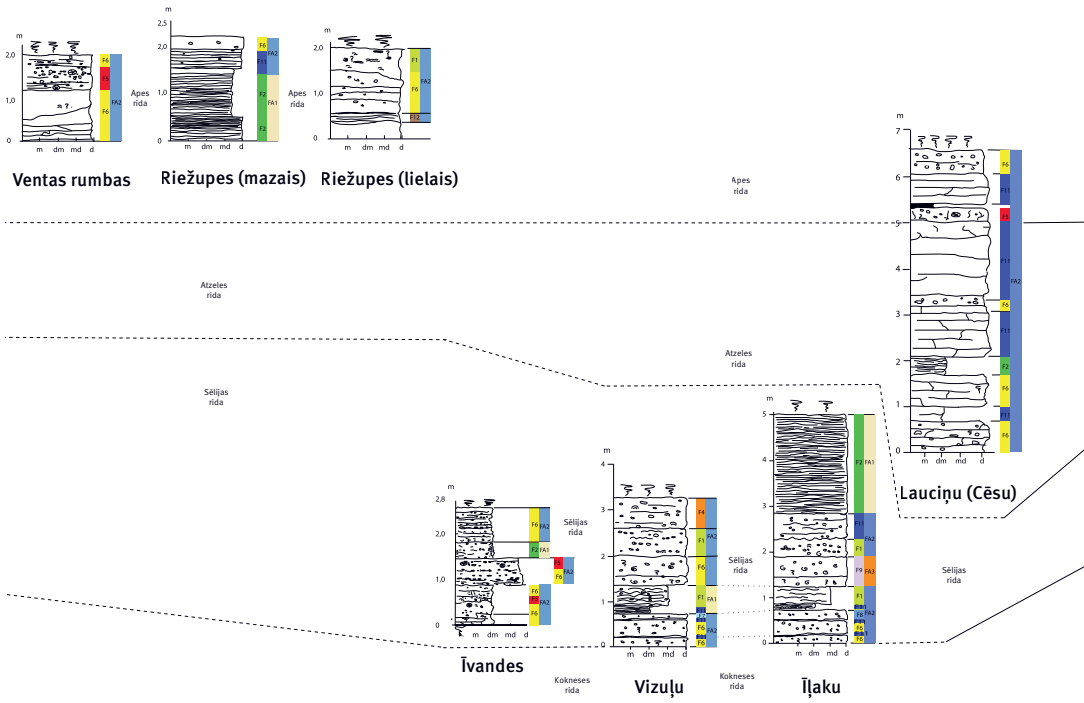 m
2,0
1,0
0
F6
F5
F6
FA2
m dm md d
Ventas rumbas
Apes
rida
m
2,5
2,0
1,0
0
F6
F11
F2
F2
FA2
FA1
m dm md d
Riežupes (mazais)
Apes
rida
m
2,0
1,0
0
F1
F6
F12
FA2
m dm md d
Riežupes (lielais)
Apes
rida
m
7
6
5
4
3
2
1
0
F6
F11
F5
F11
F6
F11
F2
F6
F11
F6
FA2
m dm md d
Lauciņu (Cēsu)
Atzeles
rida
Atzeles
rida
Sēlijas
rida
m
2,8
2,0
1,0
0
F6
FA2
F2
FA1
F5
F6
FA2
F6
F5
F6
FA2
m dm md d
Īvandes
Sēlijas
rida
m
4
3
2
1
0
F4
F1
F6
FA2
F1
FA1
F11
F6
F6
FA2
m dm md d
Vizuļu
Sēlijas
rida
Kokneses
rida
m
5
4
3
2
1
0
F2
FA1
F11
F1
FA2
F9
FA3
F1
F11
F8
F6
F6
FA2
m dm md d
Īļaku
Kokneses
rida
Sēlijas
rida